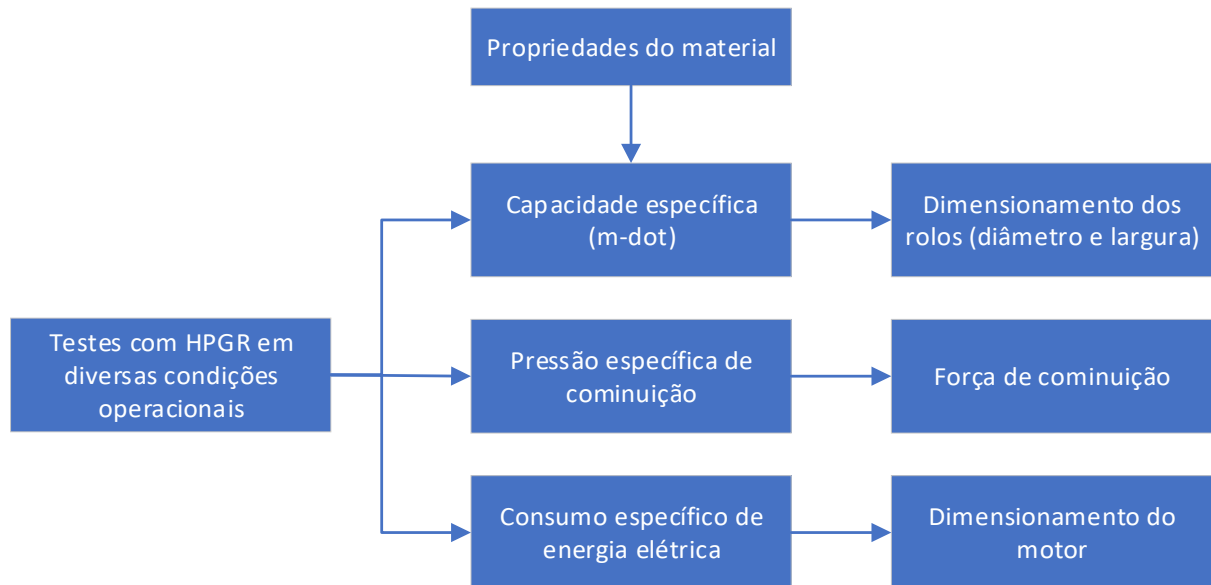 Propriedades do material
Capacidade específica
(m-dot)
Dimensionamento dos
rolos (diâmetro e largura)
Testes com HPGR em
diversas condições
operacionais
Pressão específica de
cominuição
Força de cominuição
Consumo específico de
energia elétrica
Dimensionamento do
motor